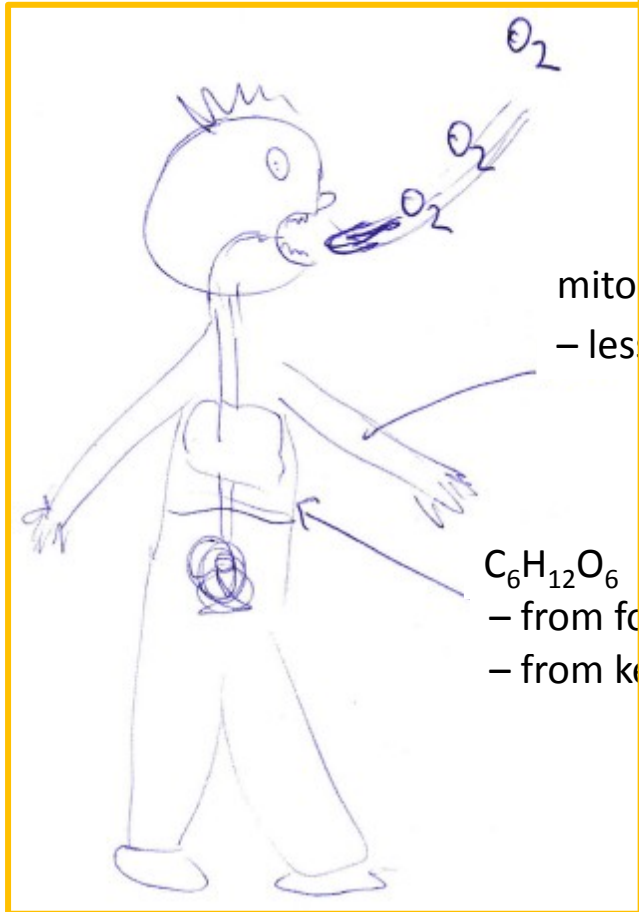 O₂
O₂
O₂
mito
– les
C₆H₁₂O₆
– from fo
– from ke